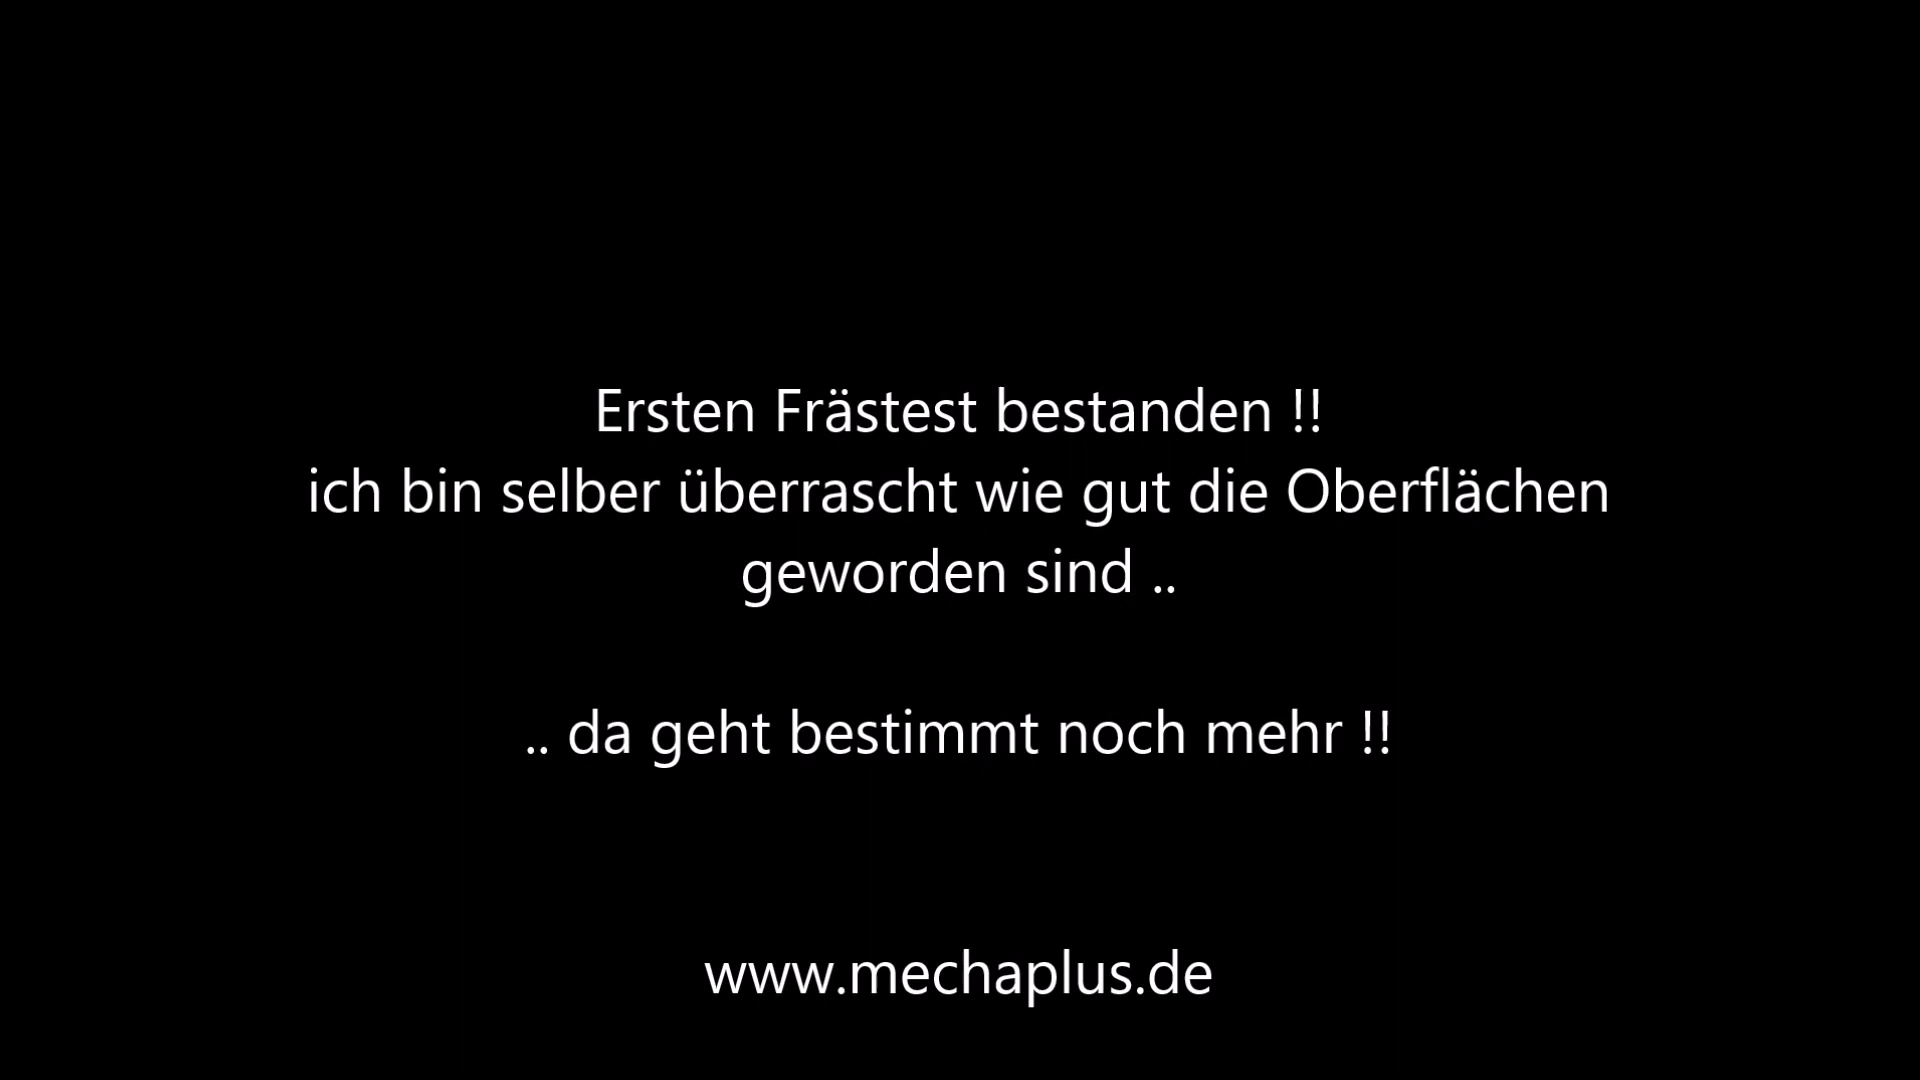 Ersten Frästest bestanden !!
ich bin selber überrascht wie gut die Oberflächen
geworden sind ..
.. da geht bestimmt noch mehr !!
www.mechaplus.de